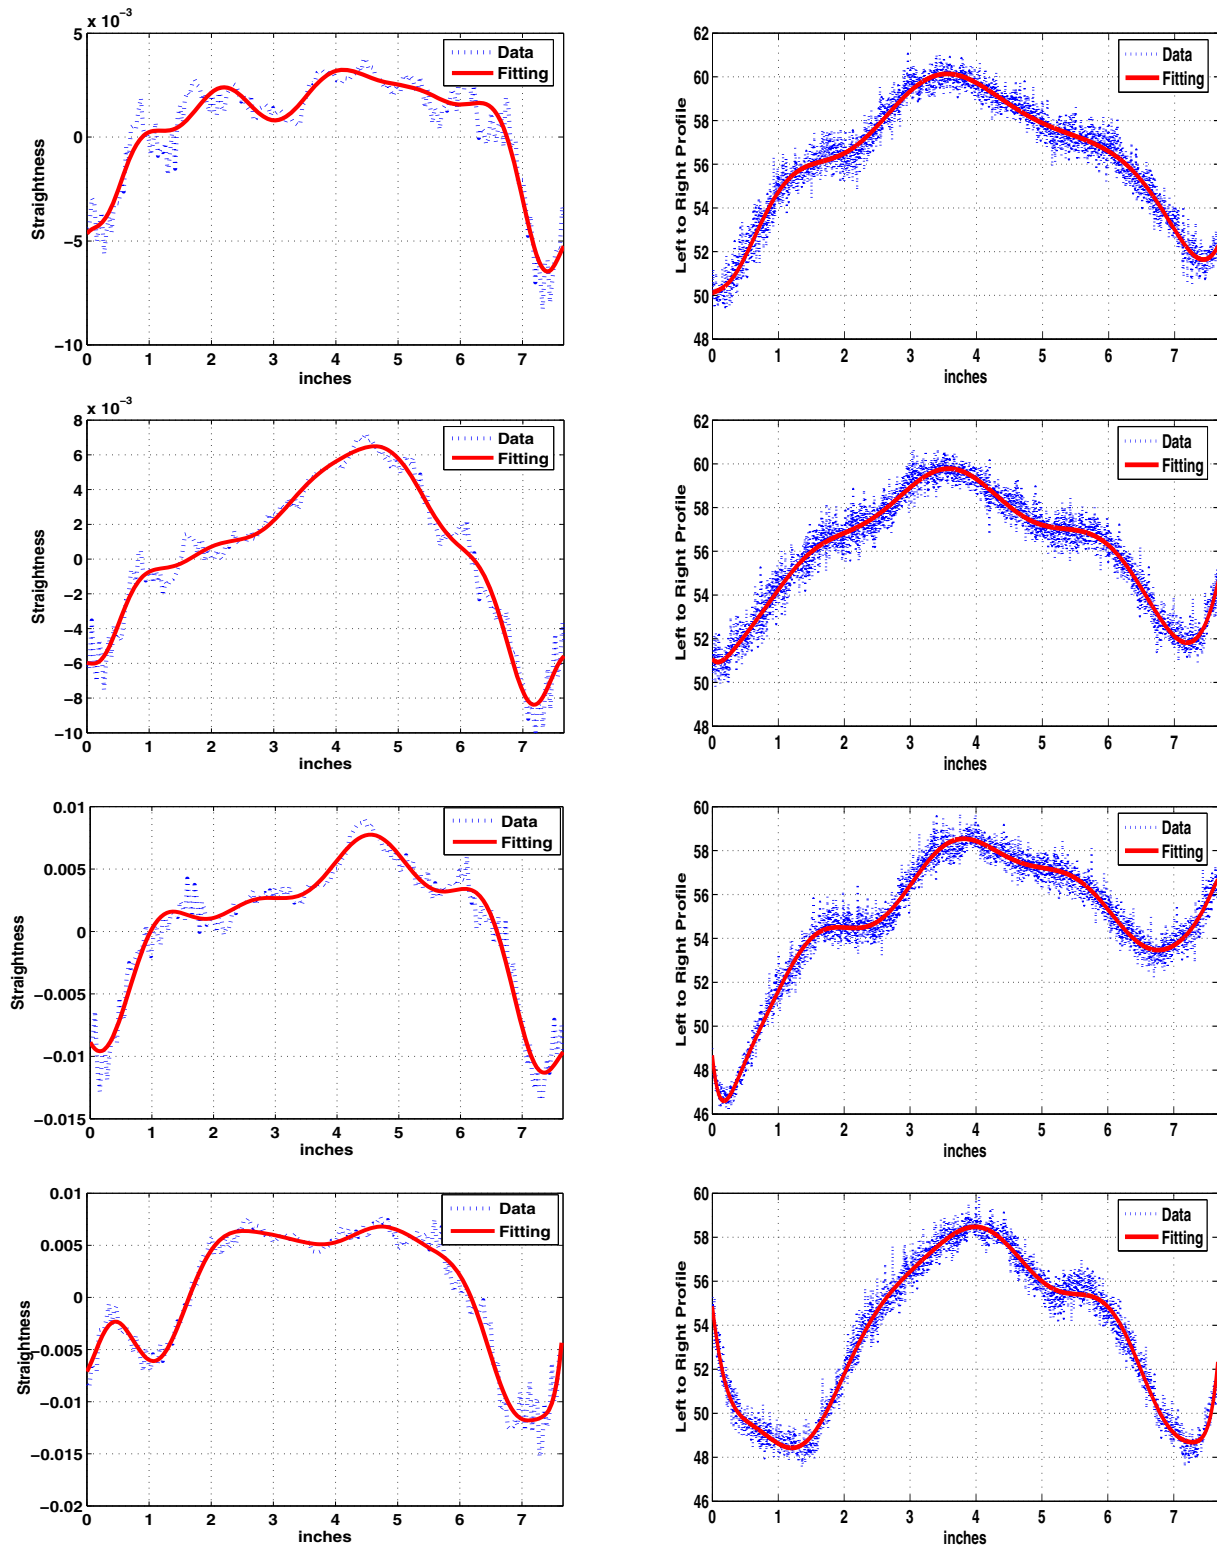 x 10⁻³
5
0
−5
−10
Straightness
0 1 2 3 4 5 6 7
inches
Data
Fitting
62
60
58
56
54
52
50
48
Left to Right Profile
0 1 2 3 4 5 6 7
inches
Data
Fitting
x 10⁻³
8
6
4
2
0
−2
−4
−6
−8
−10
Straightness
0 1 2 3 4 5 6 7
inches
Data
Fitting
62
60
58
56
54
52
50
48
Left to Right Profile
0 1 2 3 4 5 6 7
inches
Data
Fitting
0.01
0.005
0
−0.005
−0.01
−0.015
Straightness
0 1 2 3 4 5 6 7
inches
Data
Fitting
60
58
56
54
52
50
48
46
Left to Right Profile
0 1 2 3 4 5 6 7
inches
Data
Fitting
0.01
0.005
0
−0.005
−0.01
−0.015
−0.02
Straightness
0 1 2 3 4 5 6 7
inches
Data
Fitting
60
58
56
54
52
50
48
46
Left to Right Profile
0 1 2 3 4 5 6 7
inches
Data
Fitting